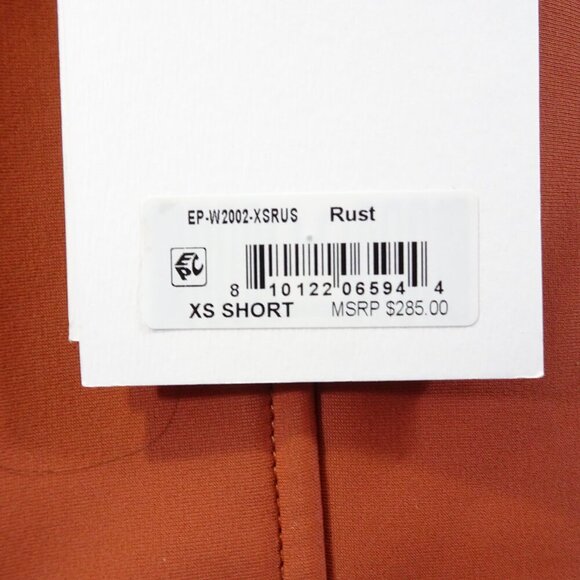 EP-W2002-XSRUS Rust
EPC
8 10122 06594 4
XS SHORT MSRP $285.00